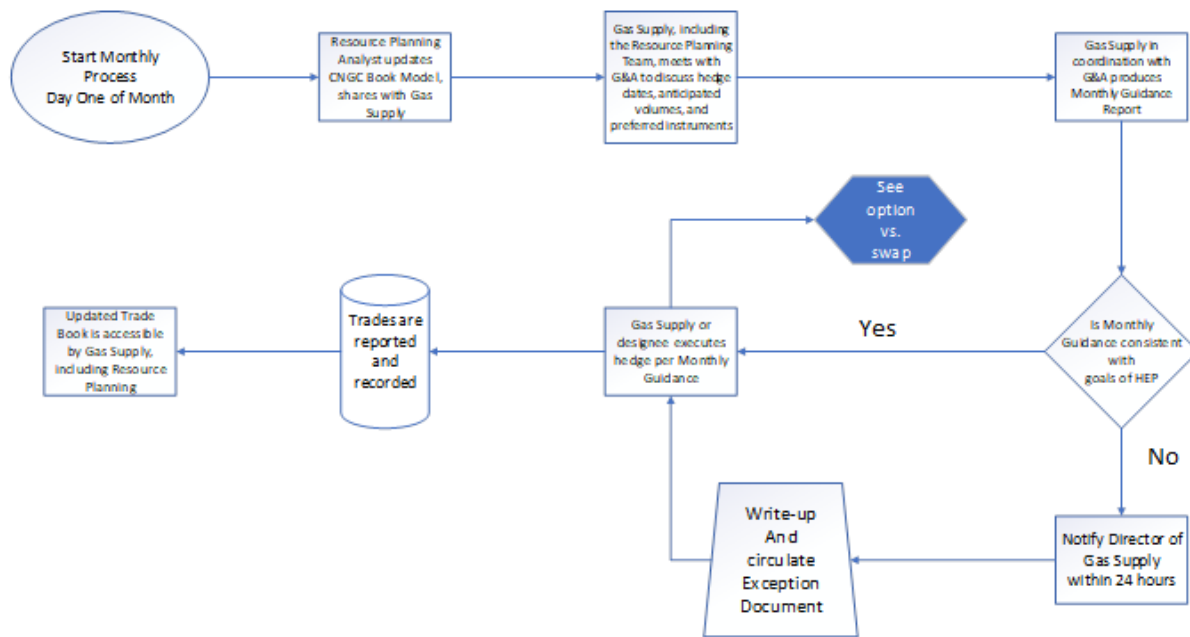 Start Monthly
Process
Day One of Month
Resource Planning
Analyst updates
CNGC Book Model,
shares with Gas
Supply
Gas Supply, including
the Resource Planning
Team, meets with
G&A to discuss hedge
dates, anticipated
volumes, and
preferred instruments
Gas Supply in
coordination with
G&A produces
Monthly Guidance
Report
See
option
vs.
swap
Updated Trade
Book is accessible
by Gas Supply,
including Resource
Planning
Trades are
reported
and
recorded
Gas Supply or
designee executes
hedge per Monthly
Guidance
Yes
Is Monthly
Guidance consistent
with
goals of HEP
No
Write-up
And
circulate
Exception
Document
Notify Director of
Gas Supply
within 24 hours